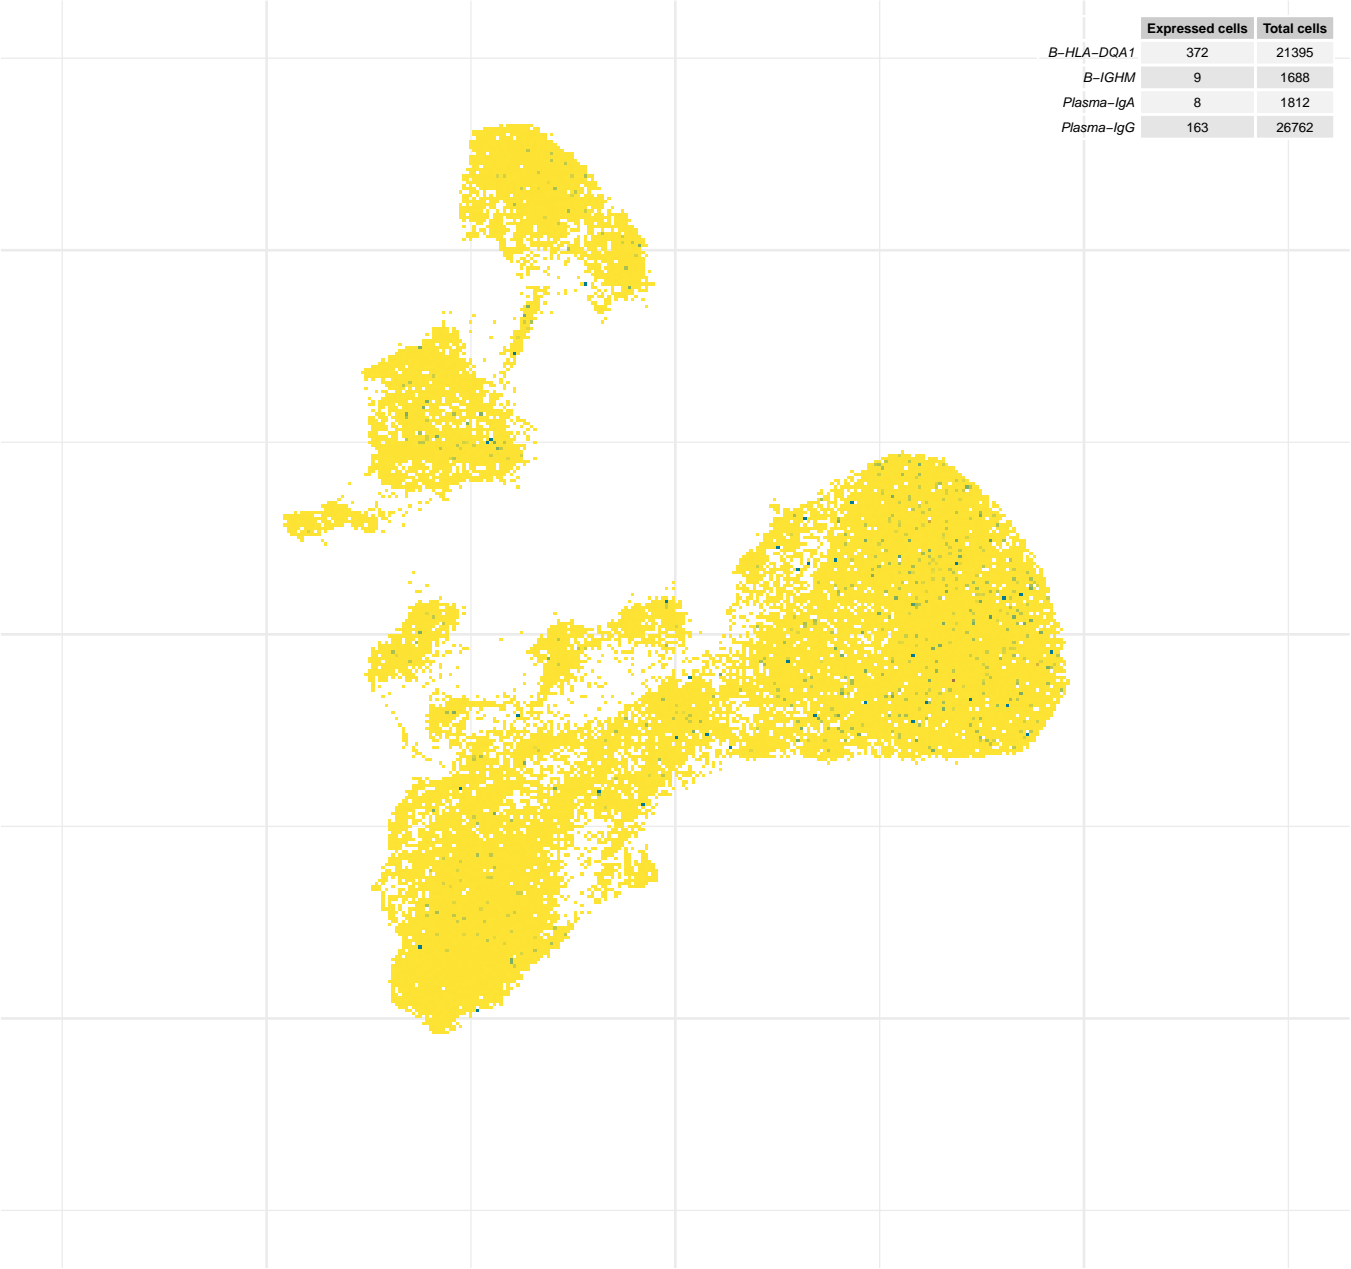 Expressed cells Total cells
B−HLA−DQA1 372 21395
B−IGHM 9 1688
Plasma−IgA 8 1812
Plasma−IgG 163 26762